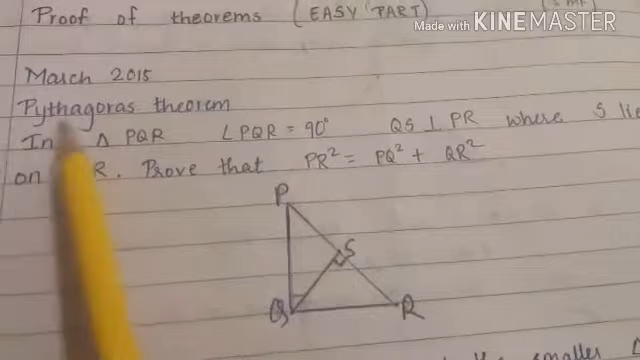 Proof of theorems (EASY PART)
Made with KINEMASTER
March 2015
Pythagoras theorem
In Δ PQR ∠PQR = 90° QS ⊥ PR where S lie
on R. Prove that PR² = PQ² + QR²
P
S
Q
R
smaller